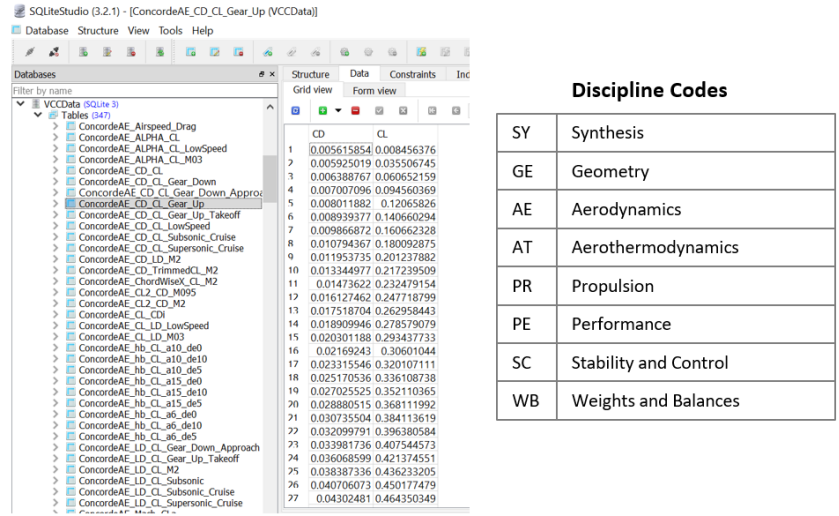 SQLiteStudio (3.2.1) - [ConcordeAE_CD_CL_Gear_Up (VCCData)]
Database Structure View Tools Help
Databases
Filter by name
VCCData (SQLite 3)
Tables (347)
ConcordeAE_Airspeed_Drag
ConcordeAE_ALPHA_CL
ConcordeAE_ALPHA_CL_LowSpeed
ConcordeAE_ALPHA_CL_M03
ConcordeAE_CD_CL
ConcordeAE_CD_CL_Gear_Down
ConcordeAE_CD_CL_Gear_Down_Approa
ConcordeAE_CD_CL_Gear_Up
ConcordeAE_CD_CL_Gear_Up_Takeoff
ConcordeAE_CD_CL_LowSpeed
ConcordeAE_CD_CL_Subsonic_Cruise
ConcordeAE_CD_CL_Supersonic_Cruise
ConcordeAE_CD_LD_M2
ConcordeAE_CD_TrimmedCL_M2
ConcordeAE_ChordWiseX_CL_M2
ConcordeAE_CL2_CD_M095
ConcordeAE_CL2_CD_M2
ConcordeAE_CL_CDi
ConcordeAE_CL_LD_LowSpeed
ConcordeAE_CL_LD_M03
ConcordeAE_hb_CL_a10_de0
ConcordeAE_hb_CL_a10_de10
ConcordeAE_hb_CL_a10_de5
ConcordeAE_hb_CL_a15_de0
ConcordeAE_hb_CL_a15_de10
ConcordeAE_hb_CL_a15_de5
ConcordeAE_hb_CL_a6_de0
ConcordeAE_hb_CL_a6_de10
ConcordeAE_hb_CL_a6_de5
ConcordeAE_LD_CL_Gear_Down_Approach
ConcordeAE_LD_CL_Gear_Up_Takeoff
ConcordeAE_LD_CL_M2
ConcordeAE_LD_CL_Subsonic
ConcordeAE_LD_CL_Subsonic_Cruise
ConcordeAE_LD_CL_Supersonic_Cruise
Structure Data Constraints Ind
Grid view Form view
CD CL
1 0.005615854 0.008456376
2 0.005925019 0.035506745
3 0.006388767 0.060652159
4 0.007007096 0.094560369
5 0.008011882 0.12065826
6 0.008939377 0.140660294
7 0.009866872 0.160662328
8 0.010794367 0.180092875
9 0.011953735 0.201237882
10 0.013344977 0.217239509
11 0.01473622 0.232479154
12 0.016127462 0.247718799
13 0.017518704 0.262958443
14 0.018909946 0.278579079
15 0.020301188 0.293437733
16 0.02169243 0.30601044
17 0.023315546 0.320107111
18 0.025170536 0.336108738
19 0.027025525 0.352110365
20 0.028880515 0.368111992
21 0.030735504 0.384113619
22 0.032099791 0.396380584
23 0.033981736 0.407544573
24 0.036068599 0.421374551
25 0.038387336 0.436233205
26 0.040706073 0.450177479
27 0.04302481 0.464350349
Discipline Codes
SY Synthesis
GE Geometry
AE Aerodynamics
AT Aerothermodynamics
PR Propulsion
PE Performance
SC Stability and Control
WB Weights and Balances